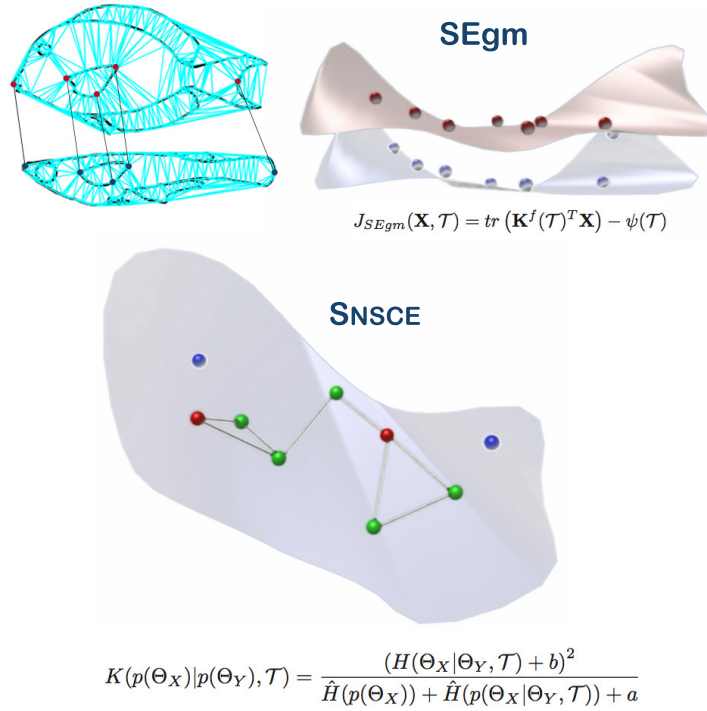 SEgm
J_{SEgm}(X, 𝒯) = tr (K^f(𝒯)^T X) − ψ(𝒯)
SNSCE
K(p(Θ_X)|p(Θ_Y), 𝒯) = (H(Θ_X|Θ_Y, 𝒯) + b)^2 / (Ĥ(p(Θ_X)) + Ĥ(p(Θ_X|Θ_Y, 𝒯)) + a)